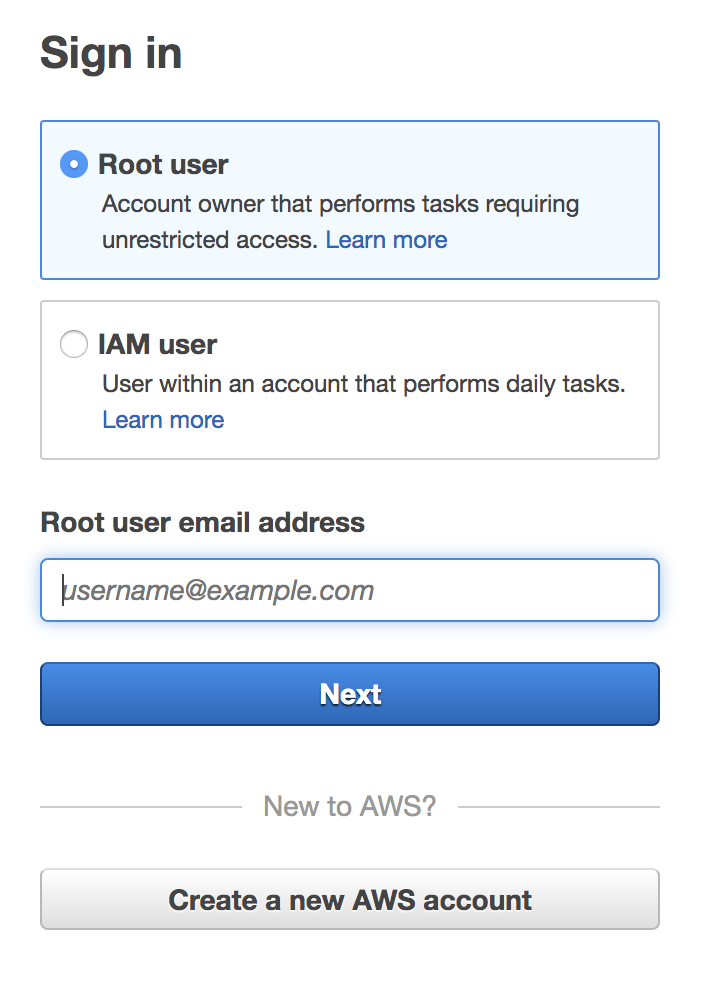 Sign in
Root user
Account owner that performs tasks requiring
unrestricted access. Learn more
IAM user
User within an account that performs daily tasks.
Learn more
Root user email address
username@example.com
Next
New to AWS?
Create a new AWS account